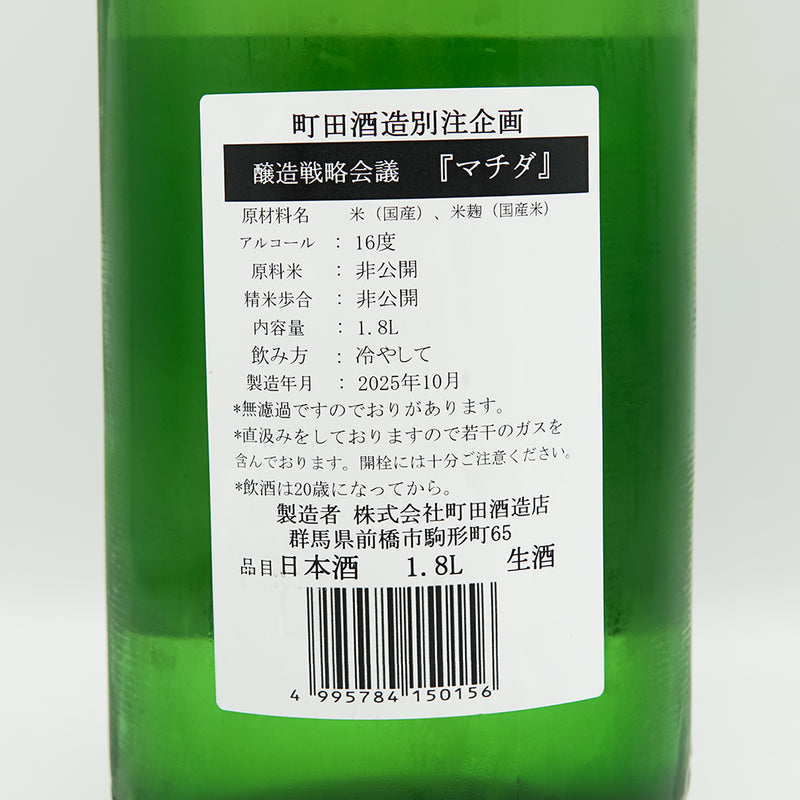 町田酒造別注企画
醸造戦略会議 『マチダ』
原材料名 米（国産）、米麹（国産米）
アルコール : 16度
原料米 : 非公開
精米歩合 : 非公開
内容量 : 1.8L
飲み方 : 冷やして
製造年月 : 2025年10月
*無濾過ですのでおりがあります。
*直汲みをしておりますので若干のガスを
含んでおります。開栓には十分ご注意ください。
*飲酒は20歳になってから。
製造者 株式会社町田酒造店
群馬県前橋市駒形町65
品目日本酒 1.8L 生酒
4 995784 150156